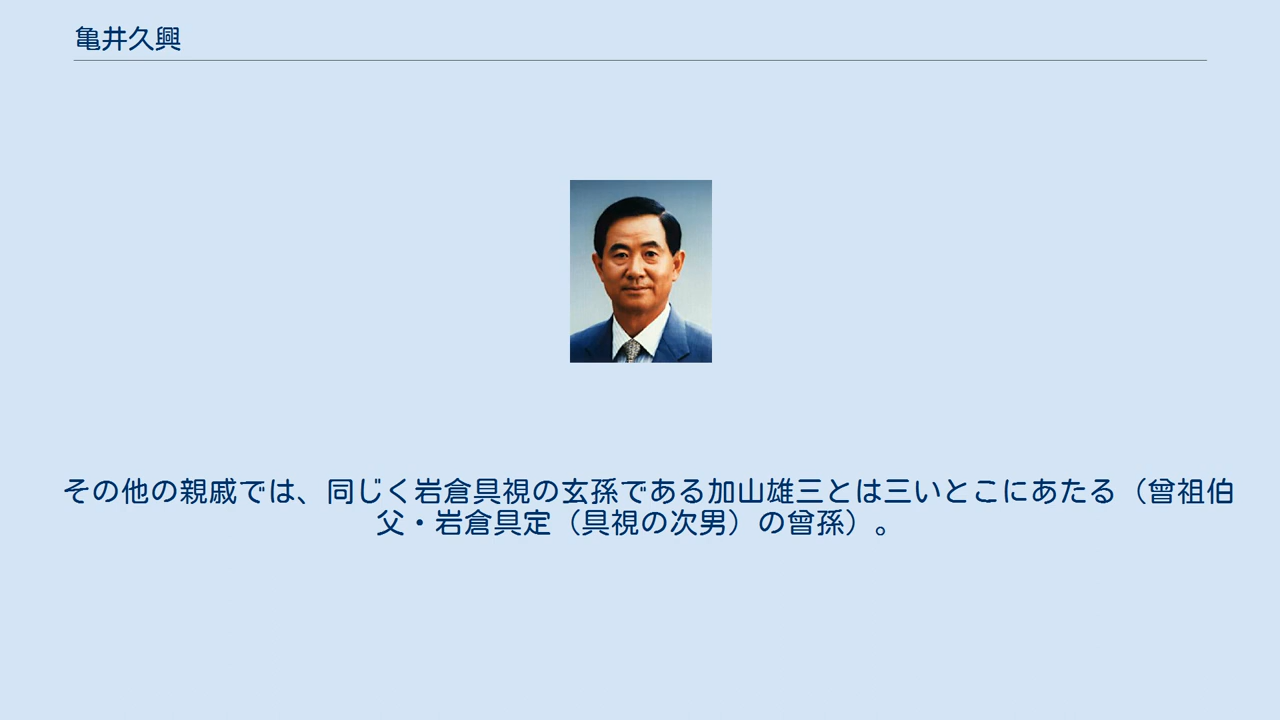 亀井久興
その他の親戚では、同じく岩倉具視の玄孫である加山雄三とは三いとこにあたる（曾祖伯
父・岩倉具定（具視の次男）の曾孫）。